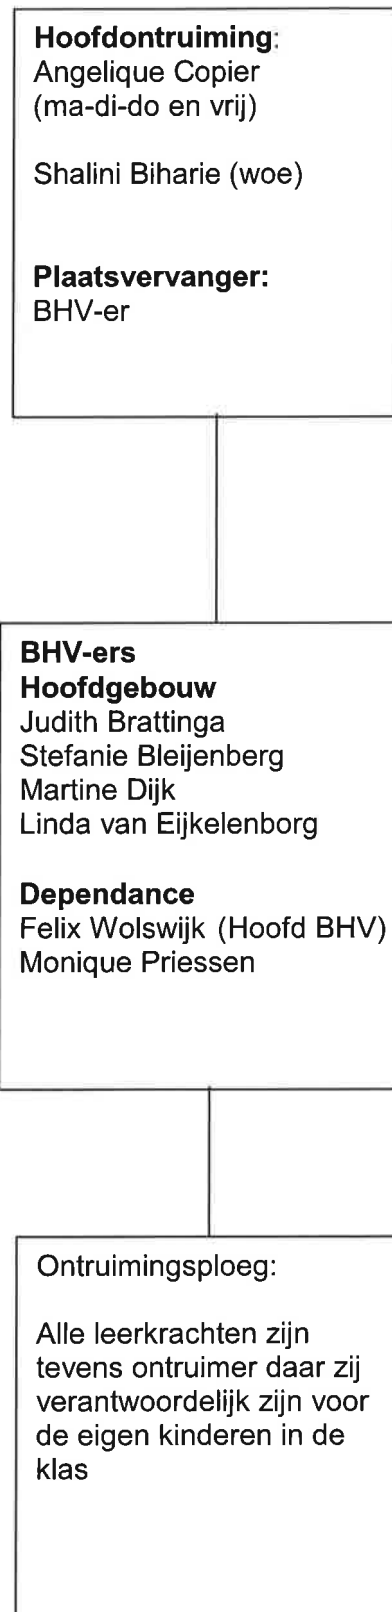 Hoofdontruiming:
Angelique Copier
(ma-di-do en vrij)
Shalini Biharie (woe)
Plaatsvervanger:
BHV-er
BHV-ers
Hoofdgebouw
Judith Brattinga
Stefanie Bleijenberg
Martine Dijk
Linda van Eijkelenborg
Dependance
Felix Wolswijk (Hoofd BHV)
Monique Priessen
Ontruimingsploeg:
Alle leerkrachten zijn
tevens ontruimer daar zij
verantwoordelijk zijn voor
de eigen kinderen in de
klas